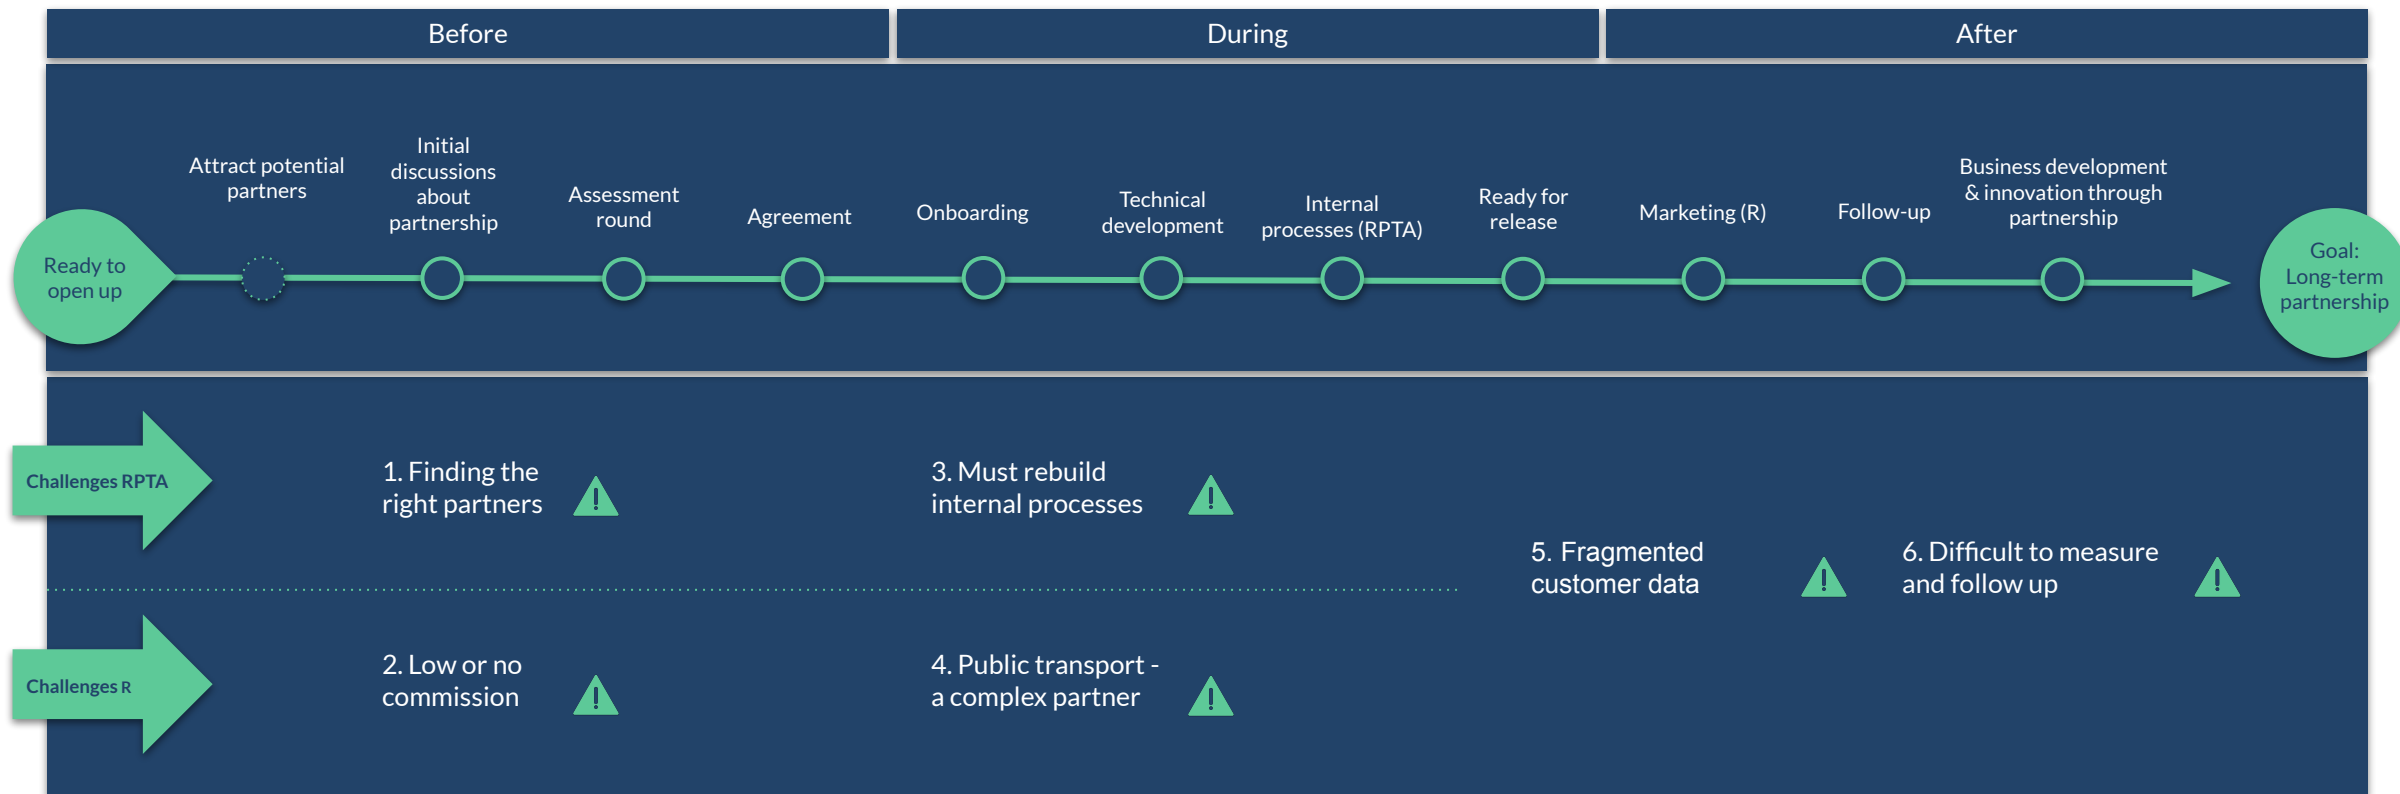 Before
During
After
Ready to
open up
Attract potential
partners
Initial
discussions
about
partnership
Assessment
round
Agreement
Onboarding
Technical
development
Internal
processes (RPTA)
Ready for
release
Marketing (R)
Follow-up
Business development
& innovation through
partnership
Goal:
Long-term
partnership
Challenges RPTA
1. Finding the
right partners
3. Must rebuild
internal processes
5. Fragmented
customer data
6. Difficult to measure
and follow up
Challenges R
2. Low or no
commission
4. Public transport -
a complex partner